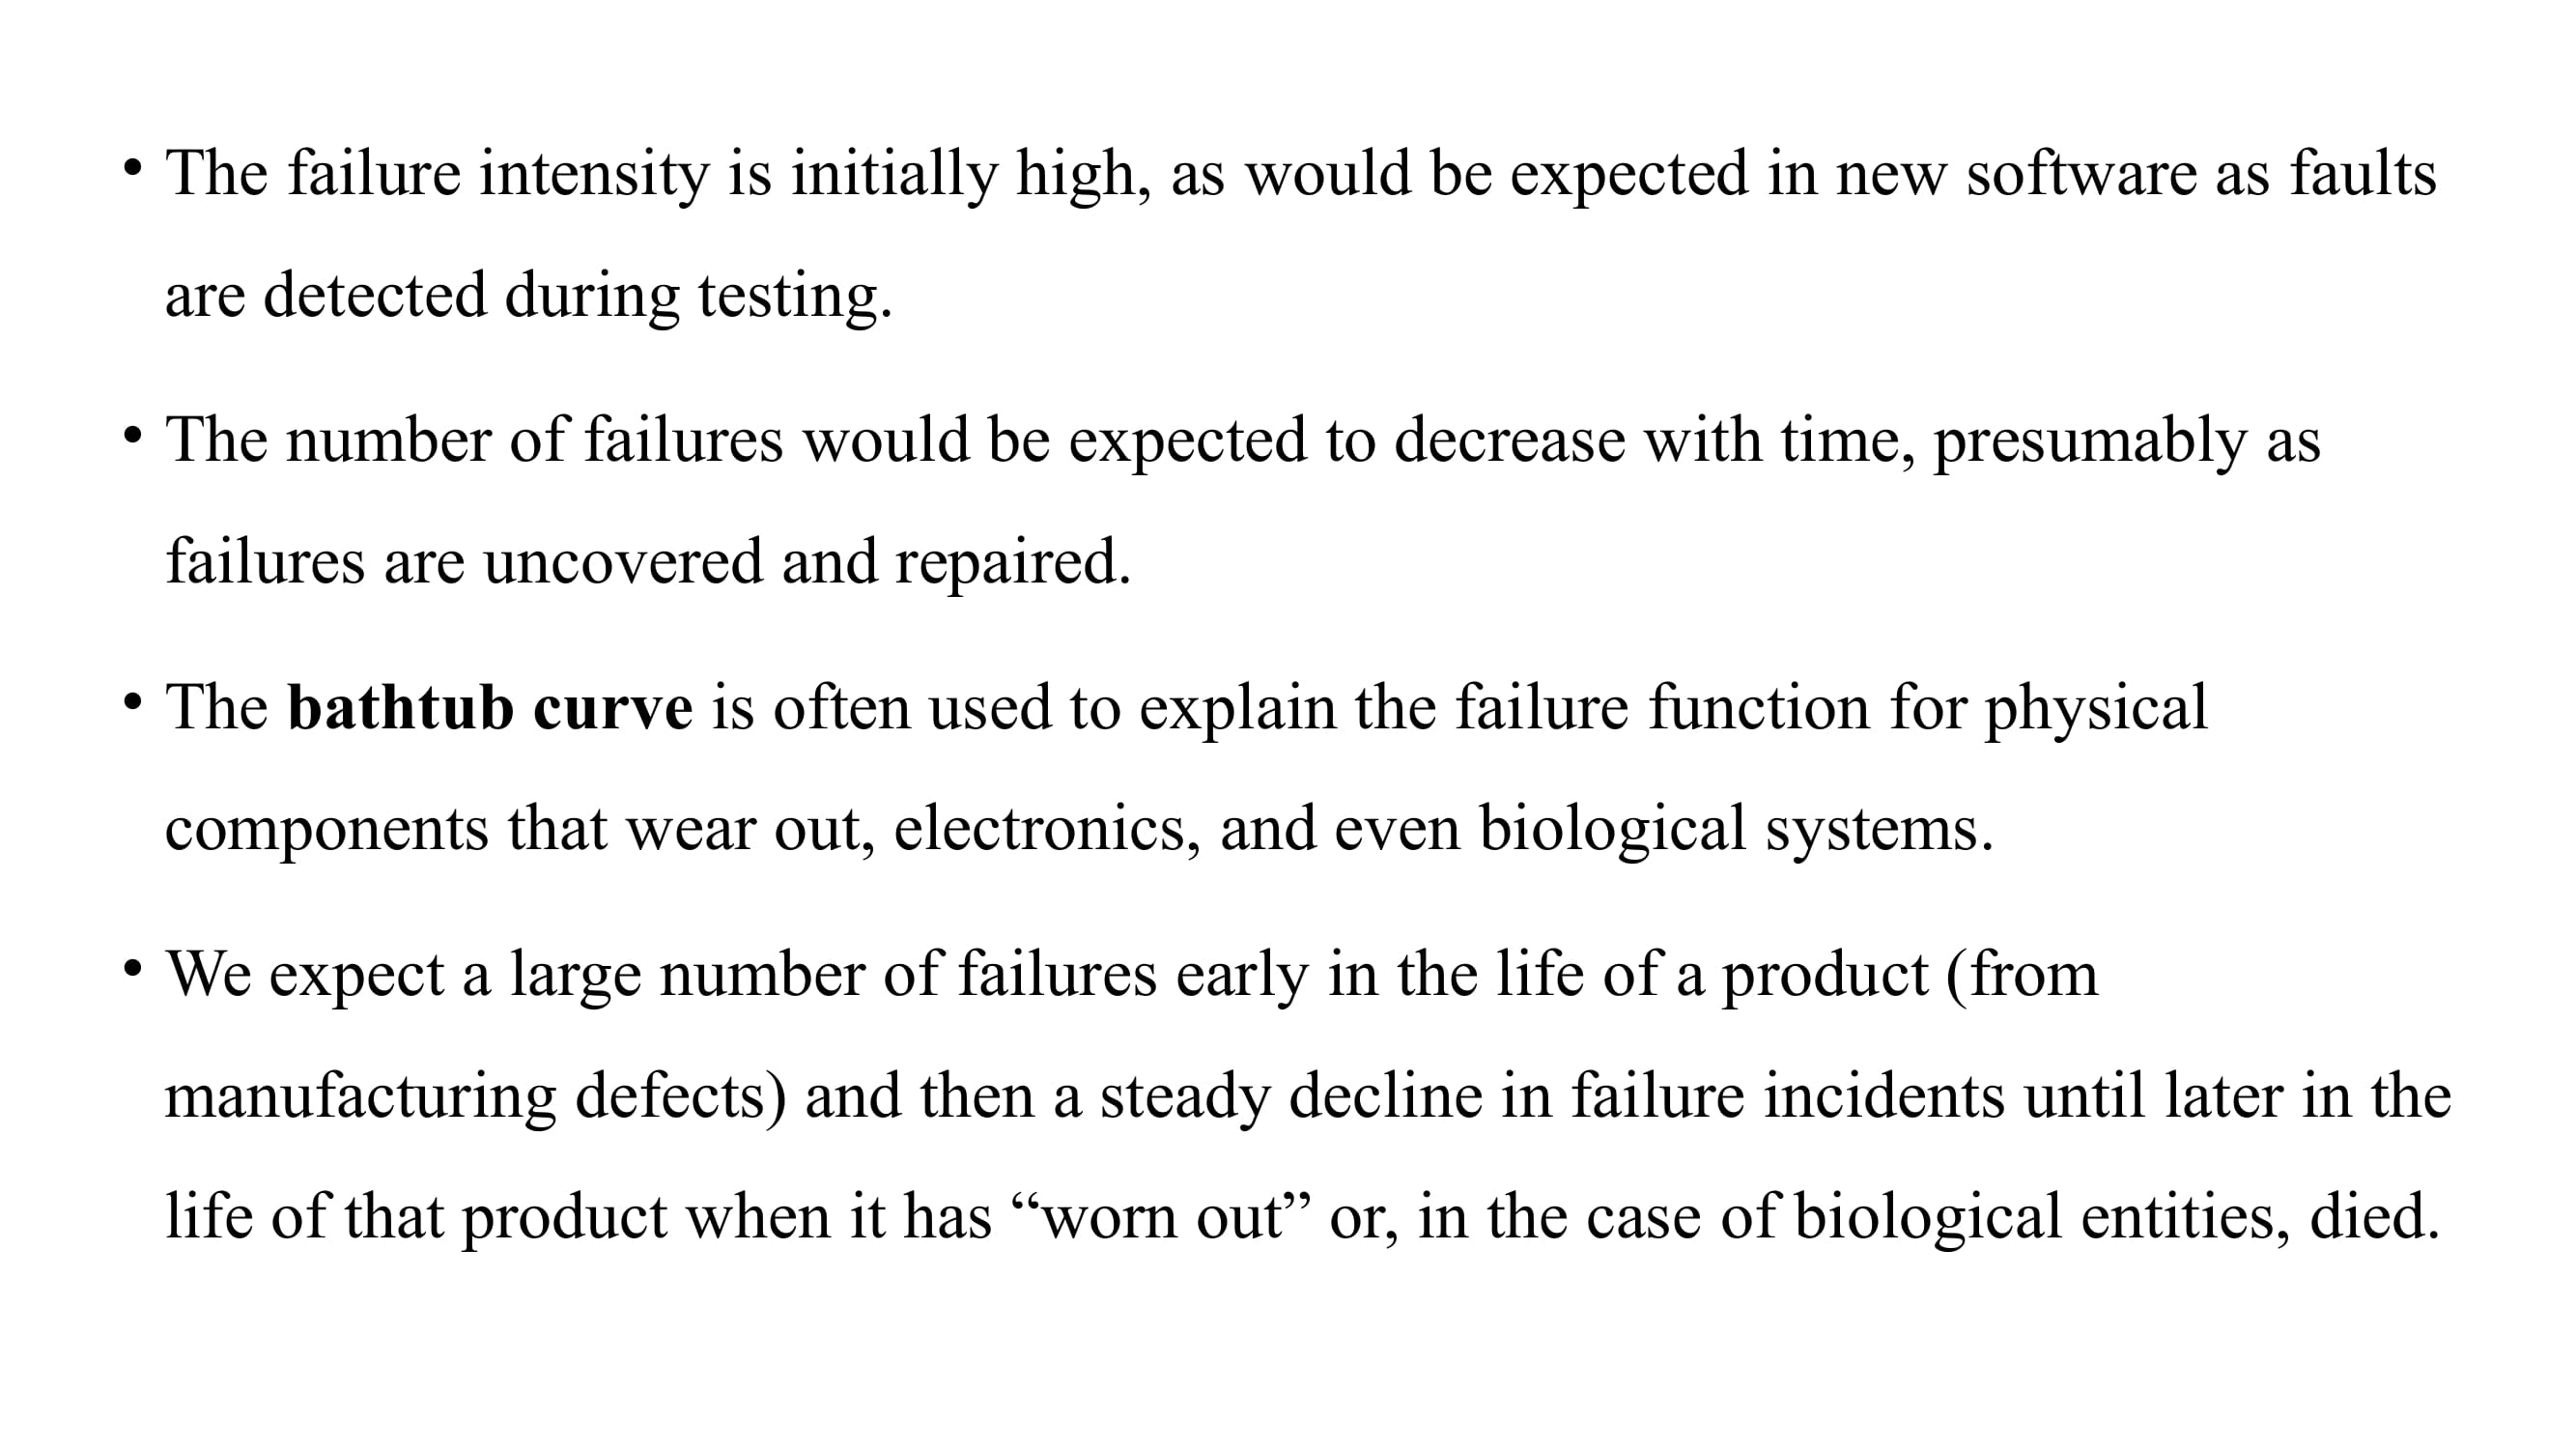 • The failure intensity is initially high, as would be expected in new software as faults
are detected during testing.
• The number of failures would be expected to decrease with time, presumably as
failures are uncovered and repaired.
• The bathtub curve is often used to explain the failure function for physical
components that wear out, electronics, and even biological systems.
• We expect a large number of failures early in the life of a product (from
manufacturing defects) and then a steady decline in failure incidents until later in the
life of that product when it has “worn out” or, in the case of biological entities, died.